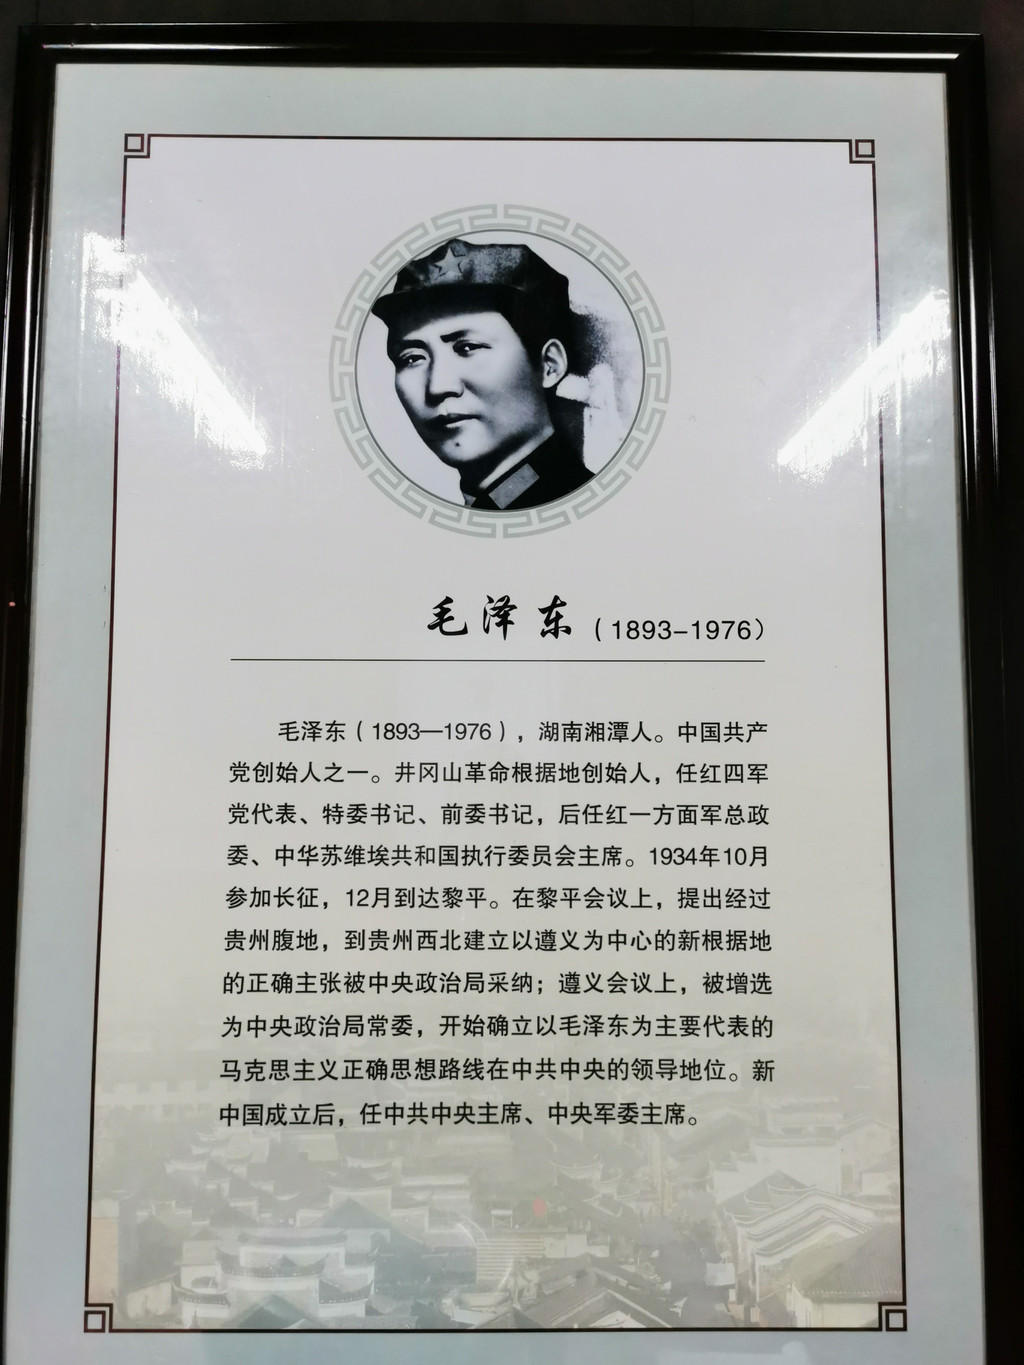 毛泽东（1893–1976）
毛泽东（1893—1976），湖南湘潭人。中国共产
党创始人之一。井冈山革命根据地创始人，任红四军
党代表、特委书记、前委书记，后任红一方面军总政
委、中华苏维埃共和国执行委员会主席。1934年10月
参加长征，12月到达黎平。在黎平会议上，提出经过
贵州腹地，到贵州西北建立以遵义为中心的新根据地
的正确主张被中央政治局采纳；遵义会议上，被增选
为中央政治局常委，开始确立以毛泽东为主要代表的
马克思主义正确思想路线在中共中央的领导地位。新
中国成立后，任中共中央主席、中央军委主席。